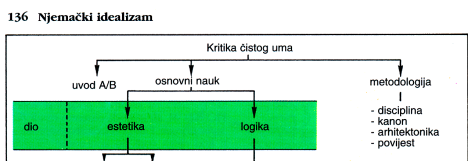 136 Njemački idealizam
Kritika čistog uma
uvod A/B osnovni nauk metodologija
- disciplina
- kanon
- arhitektonika
- povijest
dio estetika logika